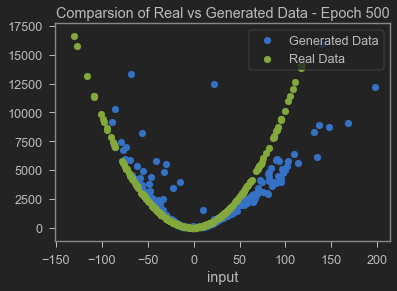 Comparsion of Real vs Generated Data - Epoch 500
17500
15000
12500
10000
7500
5000
2500
0
Generated Data
Real Data
−150 −100 −50 0 50 100 150 200
input